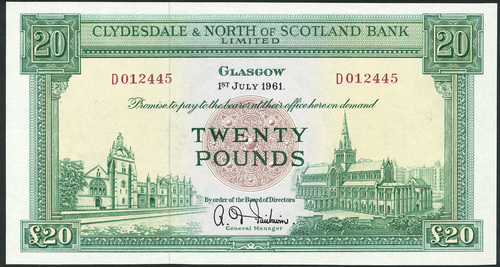 20 CLYDESDALE & NORTH OF SCOTLAND BANK 20
LIMITED
GLASGOW
D012445 1ST JULY 1961. D012445
Promise to pay to the bearer at their office here on demand
TWENTY
POUNDS
By order of the Board of Directors
R. D. Fairbairn
General Manager
£20 £20